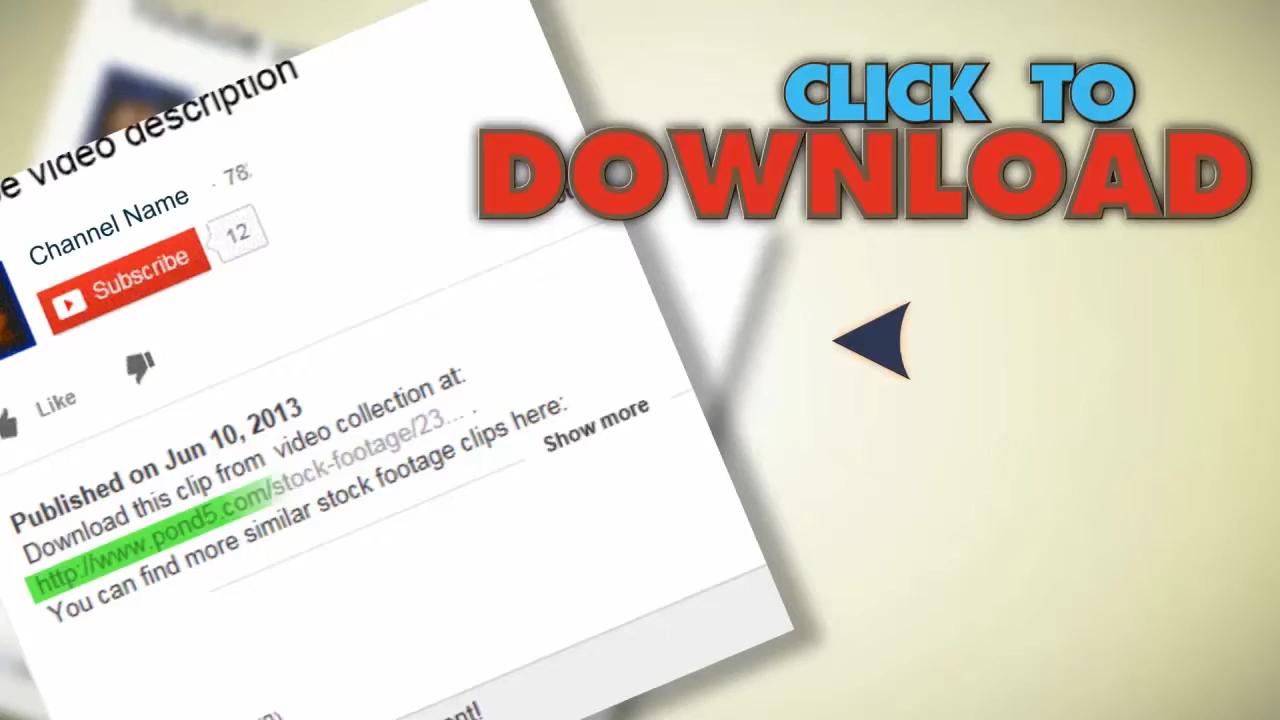 CLICK TO
DOWNLOAD
video description
Channel Name
78
Subscribe
12
Like
Published on Jun 10, 2013
Download this clip from video collection at:
http://www.pond5.com/stock-footage/23... .
You can find more similar stock footage clips here:
Show more